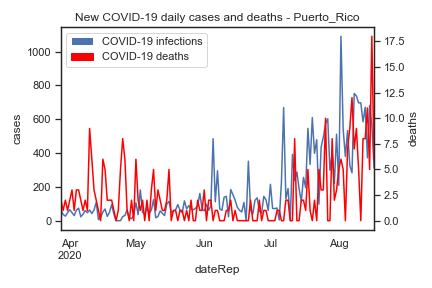 New COVID-19 daily cases and deaths - Puerto_Rico
COVID-19 infections
COVID-19 deaths
1000
800
600
400
200
0
cases
17.5
15.0
12.5
10.0
7.5
5.0
2.5
0.0
deaths
Apr
2020
May
Jun
Jul
Aug
dateRep